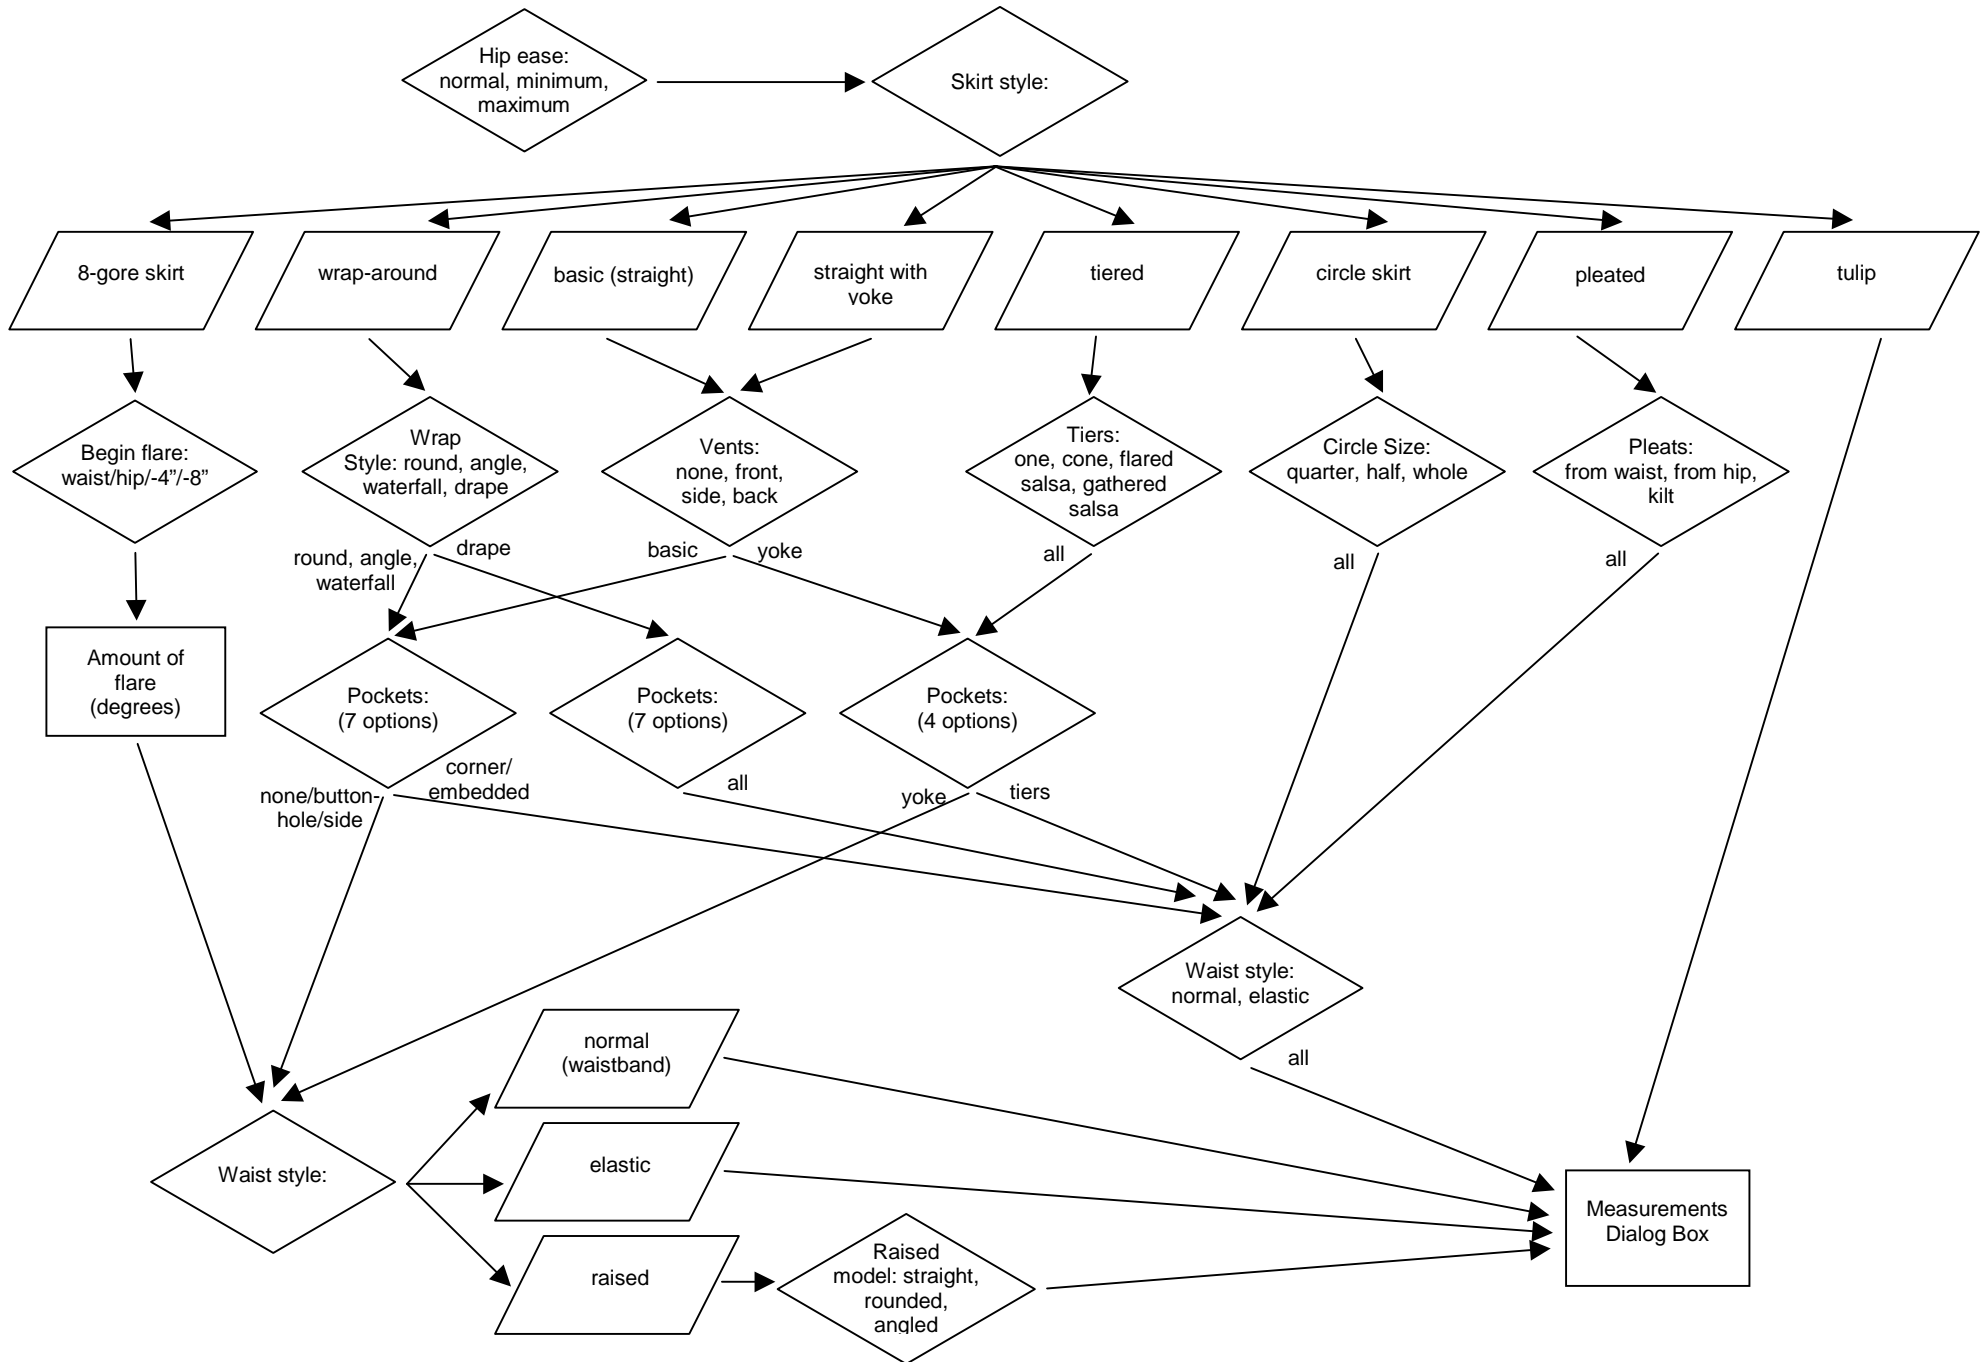 Hip ease:
normal, minimum,
maximum
Skirt style:
8-gore skirt
wrap-around
basic (straight)
straight with
yoke
tiered
circle skirt
pleated
tulip
Begin flare:
waist/hip/-4”/-8”
Wrap
Style: round, angle,
waterfall, drape
Vents:
none, front,
side, back
Tiers:
one, cone, flared
salsa, gathered
salsa
Circle Size:
quarter, half, whole
Pleats:
from waist, from hip,
kilt
round, angle,
waterfall
drape
basic
yoke
all
all
all
Amount of
flare
(degrees)
Pockets:
(7 options)
Pockets:
(7 options)
Pockets:
(4 options)
none/button-
hole/side
corner/
embedded
all
yoke
tiers
Waist style:
normal, elastic
all
Waist style:
normal
(waistband)
elastic
raised
Raised
model: straight,
rounded,
angled
Measurements
Dialog Box